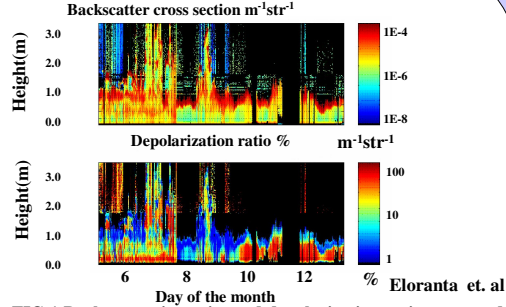 Backscatter cross section m-1str-1
Height(m)
3.0
2.0
1.0
0.0
1E-4
1E-6
1E-8
Depolarization ratio %
m-1str-1
Height(m)
3.0
2.0
1.0
0.0
100
10
1
6
8
10
12
%
Eloranta et. al
Day of the month